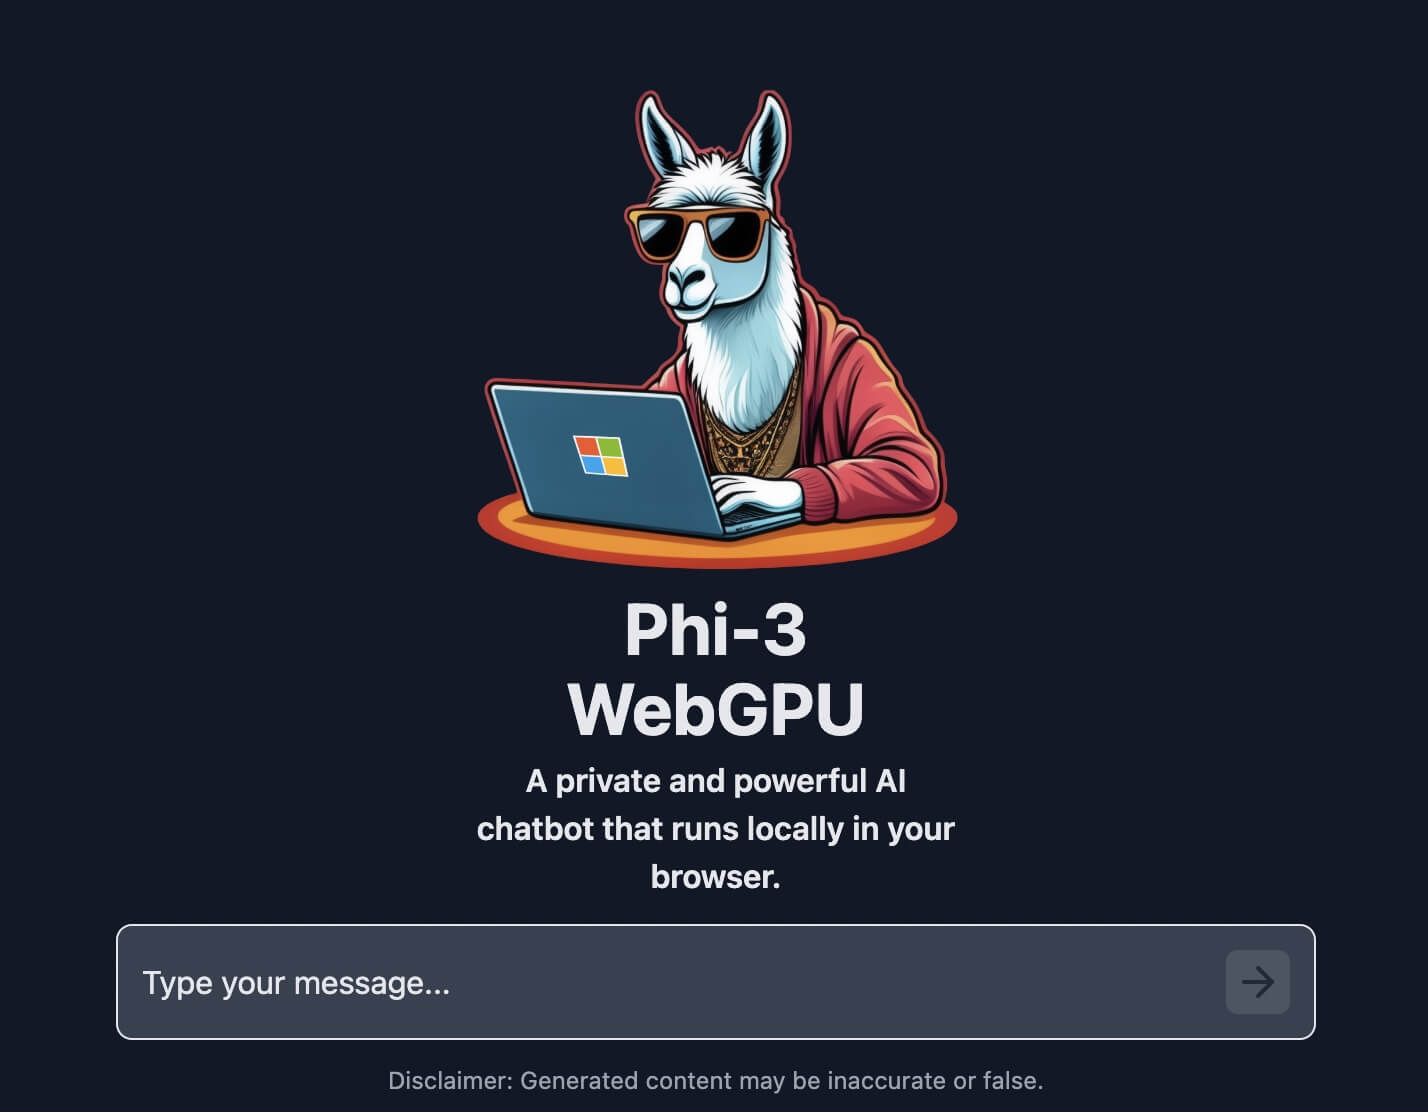 Phi-3
WebGPU
A private and powerful AI
chatbot that runs locally in your
browser.
Type your message...
Disclaimer: Generated content may be inaccurate or false.